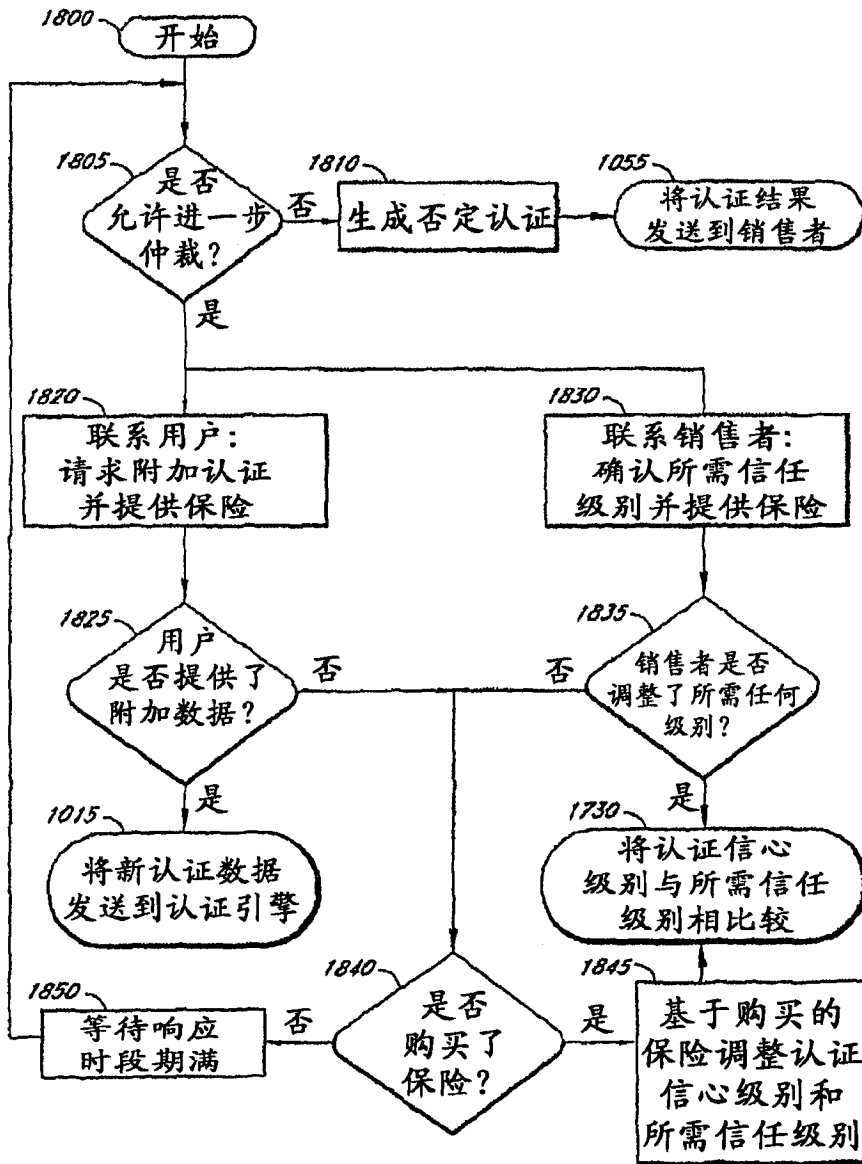 1800
开始
1805
是否
允许进一步
仲裁?
否
1810
生成否定认证
1055
将认证结果
发送到销售者
是
1820
联系用户:
请求附加认证
并提供保险
1830
联系销售者:
确认所需信任
级别并提供保险
1825
用户
是否提供了
附加数据?
否
1835
销售者是否
调整了所需任何
级别?
否
是
1015
将新认证数据
发送到认证引擎
是
1730
将认证信心
级别与所需信任
级别相比较
1840
是否
购买了
保险?
否
1850
等待响应
时段期满
是
1845
基于购买的
保险调整认证
信心级别和
所需信任级别